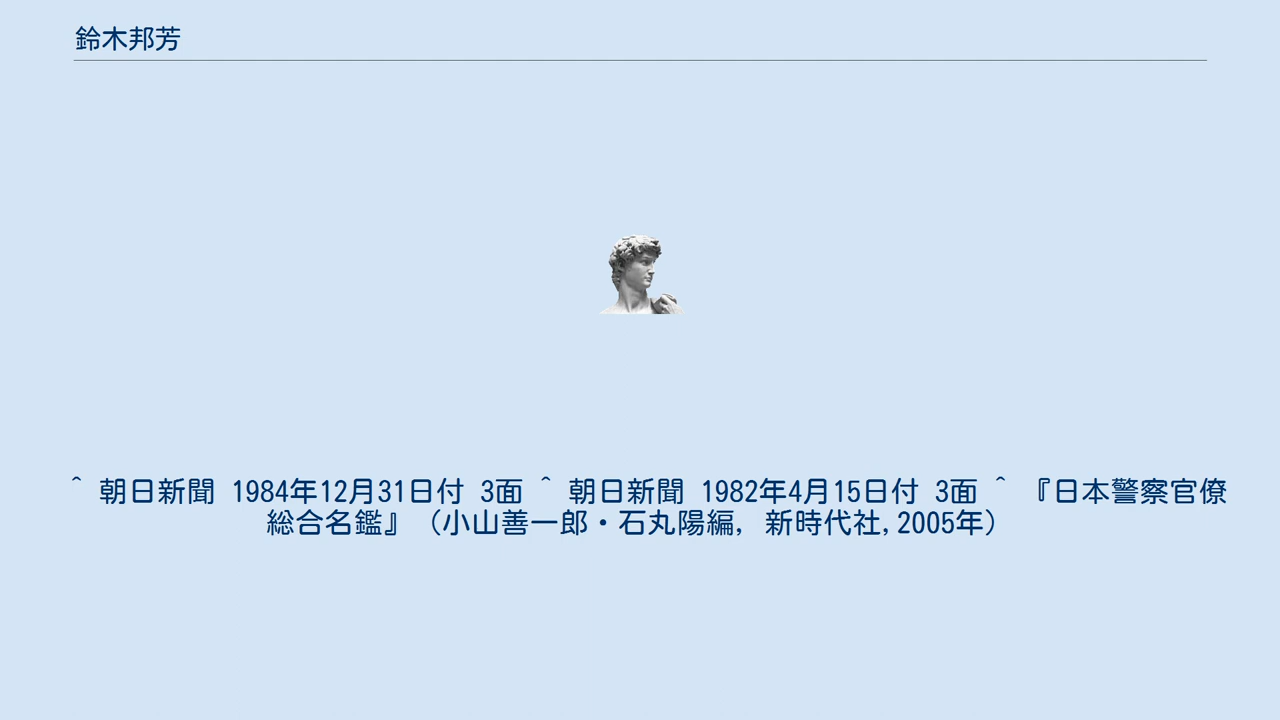 鈴木邦芳
^ 朝日新聞 1984年12月31日付 3面 ^ 朝日新聞 1982年4月15日付 3面 ^ 『日本警察官僚
総合名鑑』（小山善一郎・石丸陽編, 新時代社,2005年）